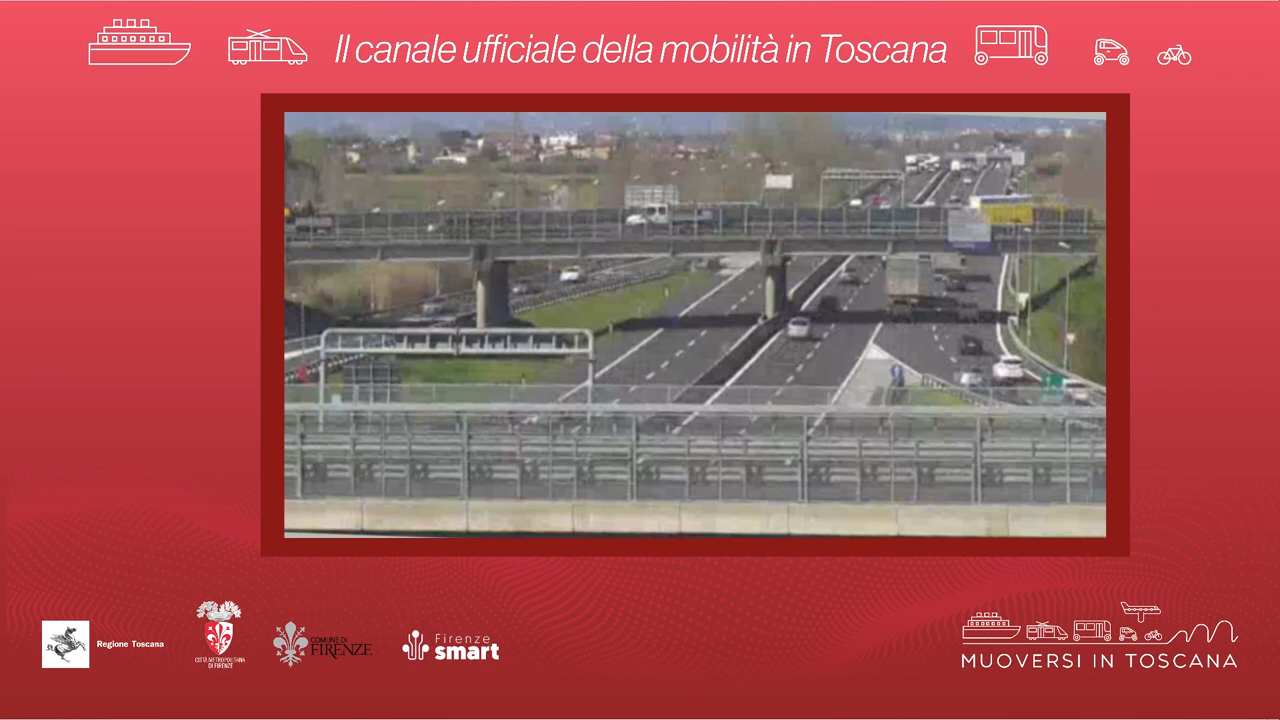 Il canale ufficiale della mobilità in Toscana
Regione Toscana
CITTÀ METROPOLITANA
DI FIRENZE
COMUNE DI
FIRENZE
Firenze
smart
MUOVERSI IN TOSCANA